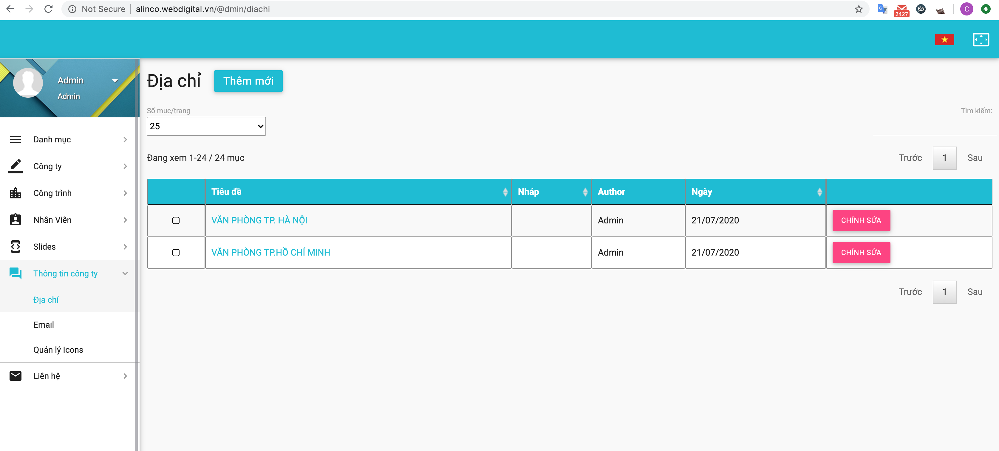 Not Secure alinco.webdigital.vn/@dmin/diachi
2427
C
Admin
Admin
Danh mục
Công ty
Công trình
Nhân Viên
Slides
Thông tin công ty
Địa chỉ
Email
Quản lý Icons
Liên hệ
Địa chỉ Thêm mới
Số mục/trang Tìm kiếm:
25
Đang xem 1-24 / 24 mục Trước 1 Sau
Tiêu đề Nháp Author Ngày
VĂN PHÒNG TP. HÀ NỘI Admin 21/07/2020 CHỈNH SỬA
VĂN PHÒNG TP.HỒ CHÍ MINH Admin 21/07/2020 CHỈNH SỬA
Trước 1 Sau